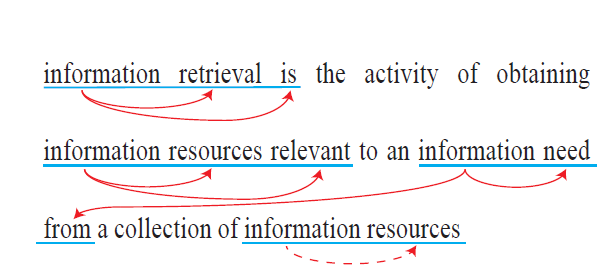 information retrieval is the activity of obtaining
information resources relevant to an information need
from a collection of information resources